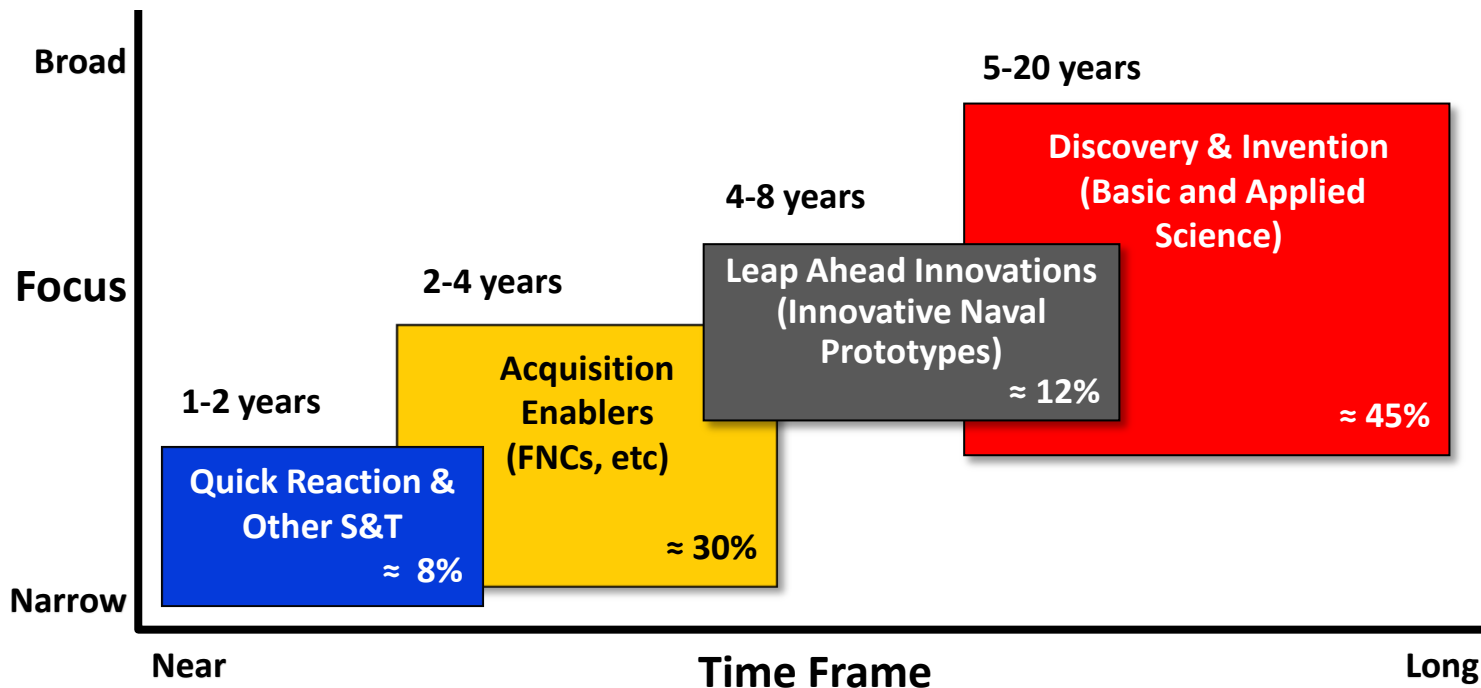 Broad
5-20 years
Discovery & Invention
(Basic and Applied
Science)
≈ 45%
4-8 years
Leap Ahead Innovations
(Innovative Naval
Prototypes)
≈ 12%
Focus
2-4 years
Acquisition
Enablers
(FNCs, etc)
≈ 30%
1-2 years
Quick Reaction &
Other S&T
≈ 8%
Narrow
Near
Time Frame
Long